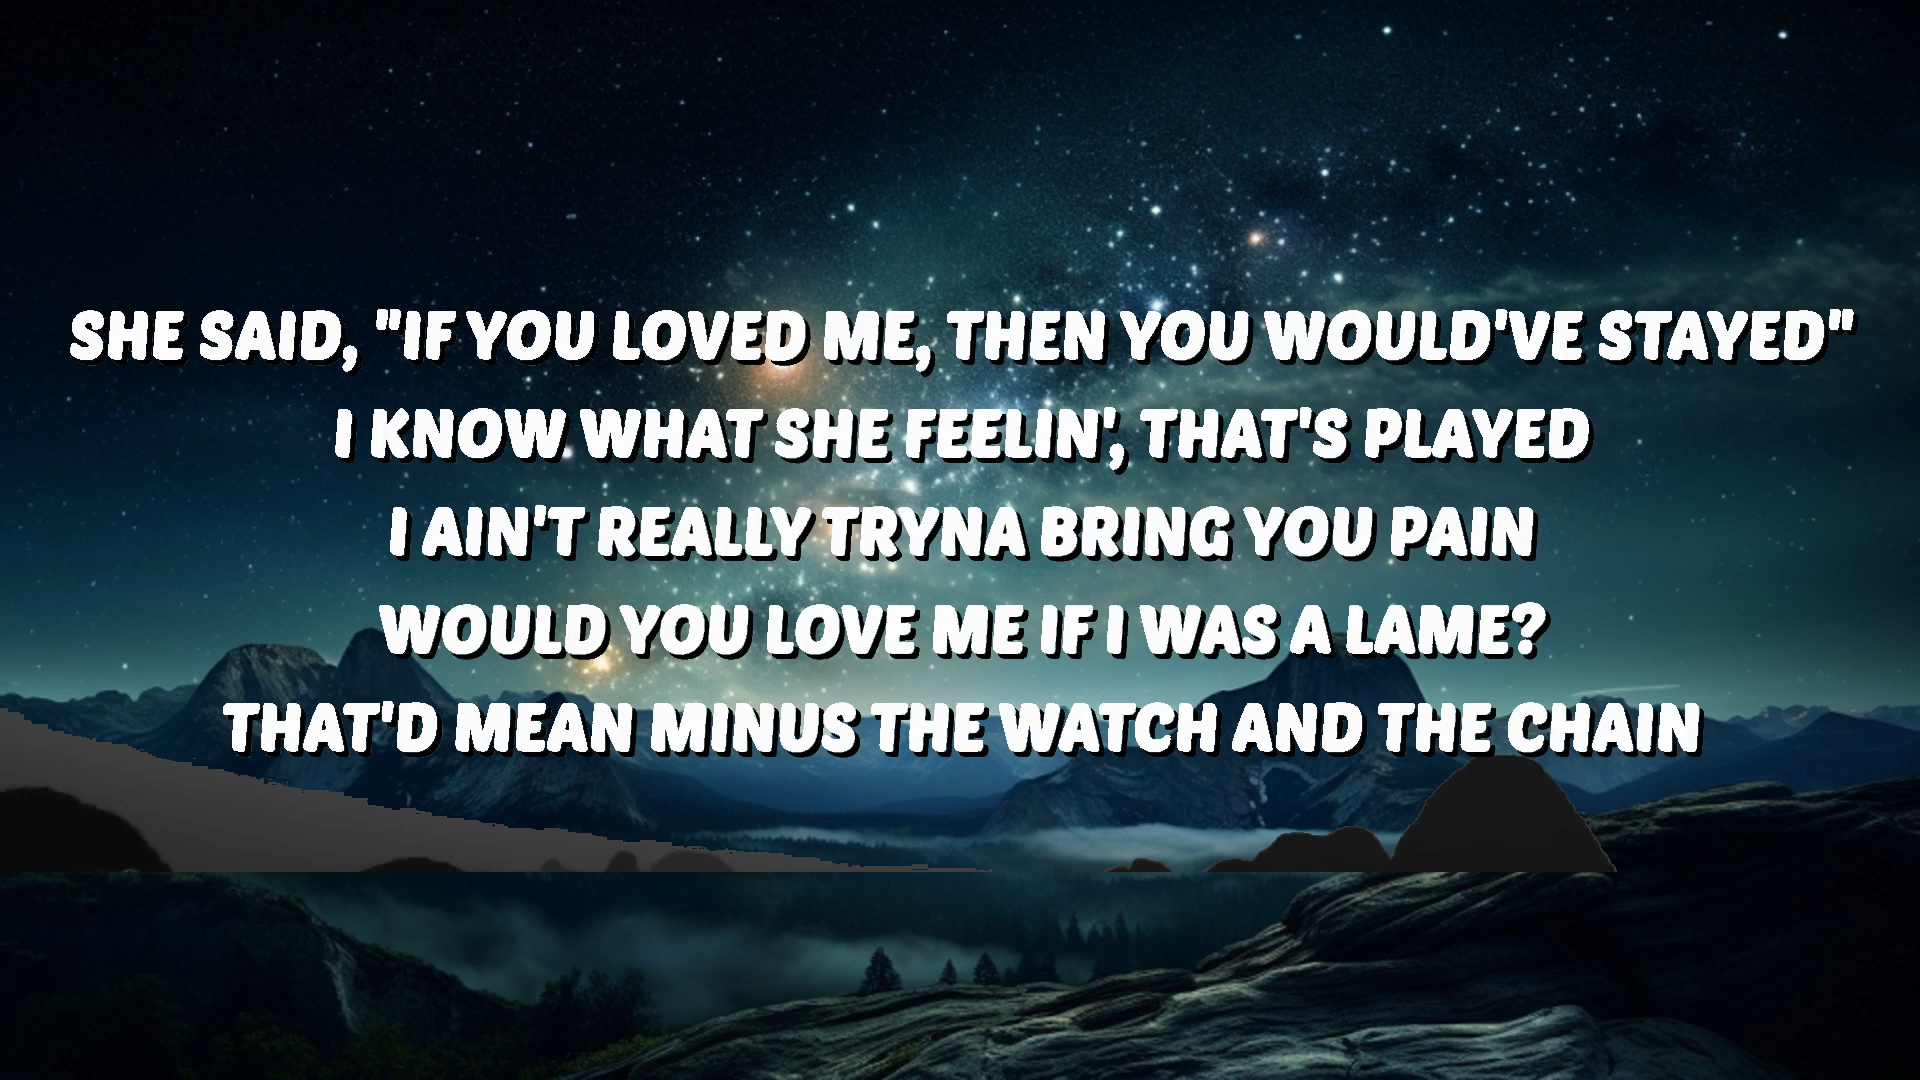 SHE SAID, "IF YOU LOVED ME, THEN YOU WOULD'VE STAYED"
I KNOW WHAT SHE FEELIN', THAT'S PLAYED
I AIN'T REALLY TRYNA BRING YOU PAIN
WOULD YOU LOVE ME IF I WAS A LAME?
THAT'D MEAN MINUS THE WATCH AND THE CHAIN